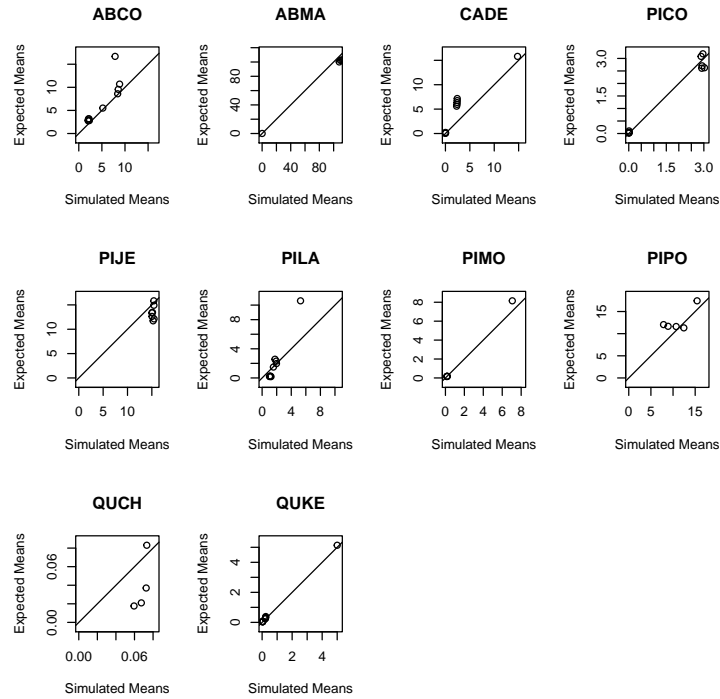 ABCO
Expected Means
0 5 10
0 5 10
Simulated Means
ABMA
Expected Means
0 40 80
0 40 80
Simulated Means
CADE
Expected Means
0 5 10 15
0 5 10 15
Simulated Means
PICO
Expected Means
0.0 1.5 3.0
0.0 1.5 3.0
Simulated Means
PIJE
Expected Means
0 5 10
0 5 10
Simulated Means
PILA
Expected Means
0 4 8
0 4 8
Simulated Means
PIMO
Expected Means
0 2 4 6 8
0 2 4 6 8
Simulated Means
PIPO
Expected Means
0 5 15
0 5 15
Simulated Means
QUCH
Expected Means
0.00 0.06
0.00 0.06
Simulated Means
QUKE
Expected Means
0 2 4
0 2 4
Simulated Means